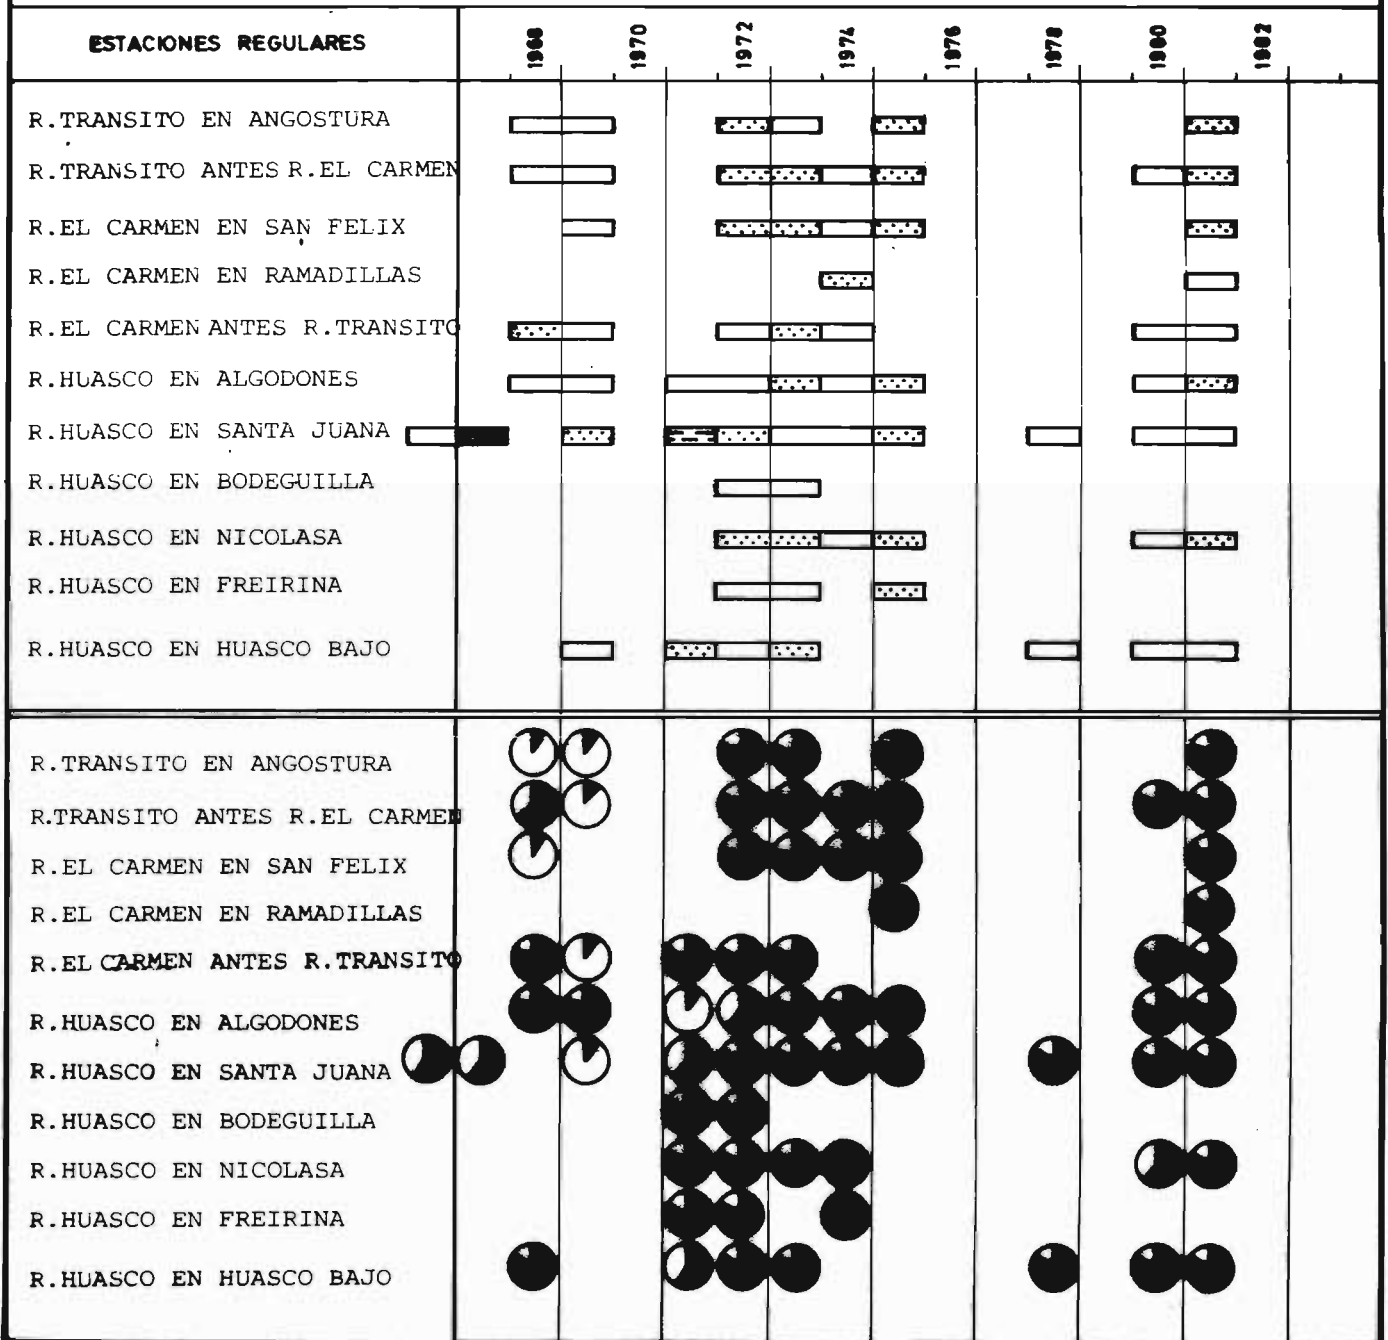 ESTACIONES REGULARES 1968 1970 1972 1974 1976 1978 1980 1982
R.TRANSITO EN ANGOSTURA
R.TRANSITO ANTES R.EL CARMEN
R.EL CARMEN EN SAN FELIX
R.EL CARMEN EN RAMADILLAS
R.EL CARMEN ANTES R.TRANSITO
R.HUASCO EN ALGODONES
R.HUASCO EN SANTA JUANA
R.HUASCO EN BODEGUILLA
R.HUASCO EN NICOLASA
R.HUASCO EN FREIRINA
R.HUASCO EN HUASCO BAJO
R.TRANSITO EN ANGOSTURA
R.TRANSITO ANTES R.EL CARMEN
R.EL CARMEN EN SAN FELIX
R.EL CARMEN EN RAMADILLAS
R.EL CARMEN ANTES R.TRANSITO
R.HUASCO EN ALGODONES
R.HUASCO EN SANTA JUANA
R.HUASCO EN BODEGUILLA
R.HUASCO EN NICOLASA
R.HUASCO EN FREIRINA
R.HUASCO EN HUASCO BAJO